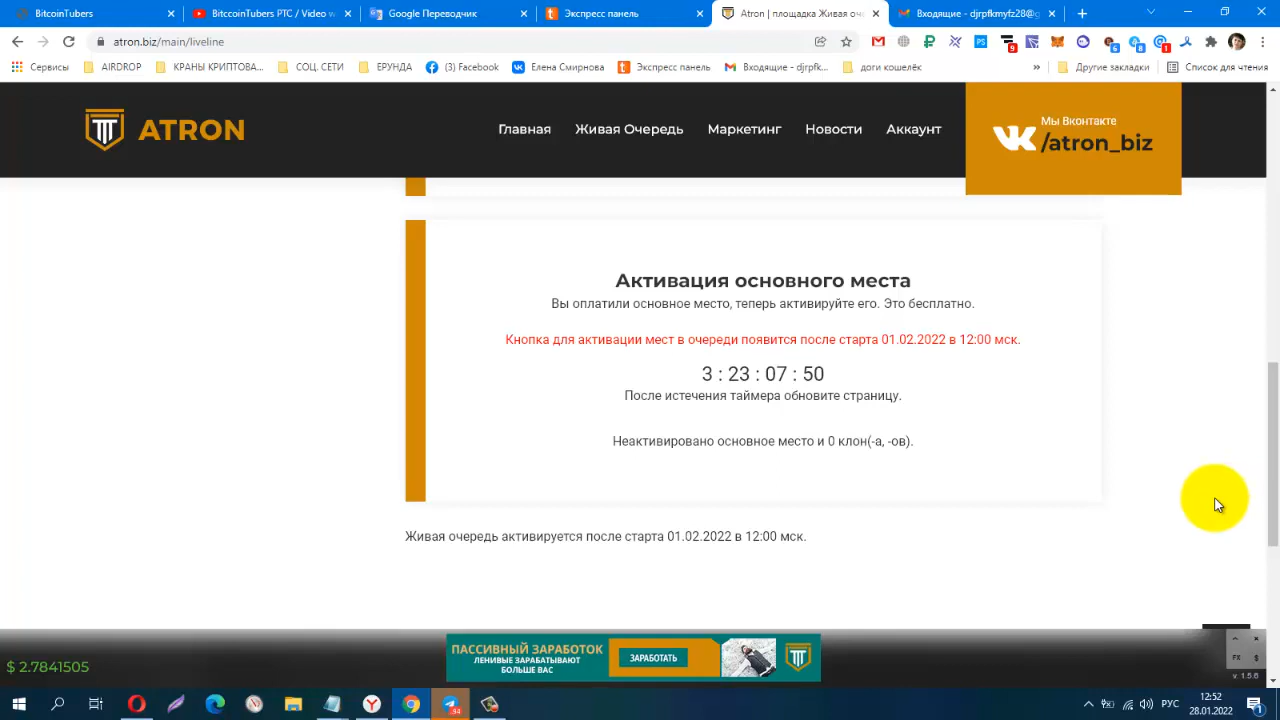 BitcoinTubers
BitcoinTubers PTC / Video w
Google Переводчик
Экспресс панель
Atron | площадка Живая оче
Входящие - djrpfkmyfz28@g
atron.biz/main/liveline
Сервисы
AIRDROP
КРАНЫ КРИПТОВА...
СОЦ. СЕТИ
ЕРУНДА
(3) Facebook
Елена Смирнова
Экспресс панель
Входящие - djrpfk...
доги кошелёк
»
Другие закладки
Список для чтения
ATRON
Главная
Живая Очередь
Маркетинг
Новости
Аккаунт
Мы Вконтакте
/atron_biz
Активация основного места
Вы оплатили основное место, теперь активируйте его. Это бесплатно.
Кнопка для активации мест в очереди появится после старта 01.02.2022 в 12:00 мск.
3 : 23 : 07 : 50
После истечения таймера обновите страницу.
Неактивировано основное место и 0 клон(-а, -ов).
Живая очередь активируется после старта 01.02.2022 в 12:00 мск.
$ 2.7841505
ПАССИВНЫЙ ЗАРАБОТОК
ЛЕНИВЫЕ ЗАРАБАТЫВАЮТ
БОЛЬШЕ ВАС
ЗАРАБОТАТЬ
FX $
v. 1.5.6
94
РУС
12:52
28.01.2022